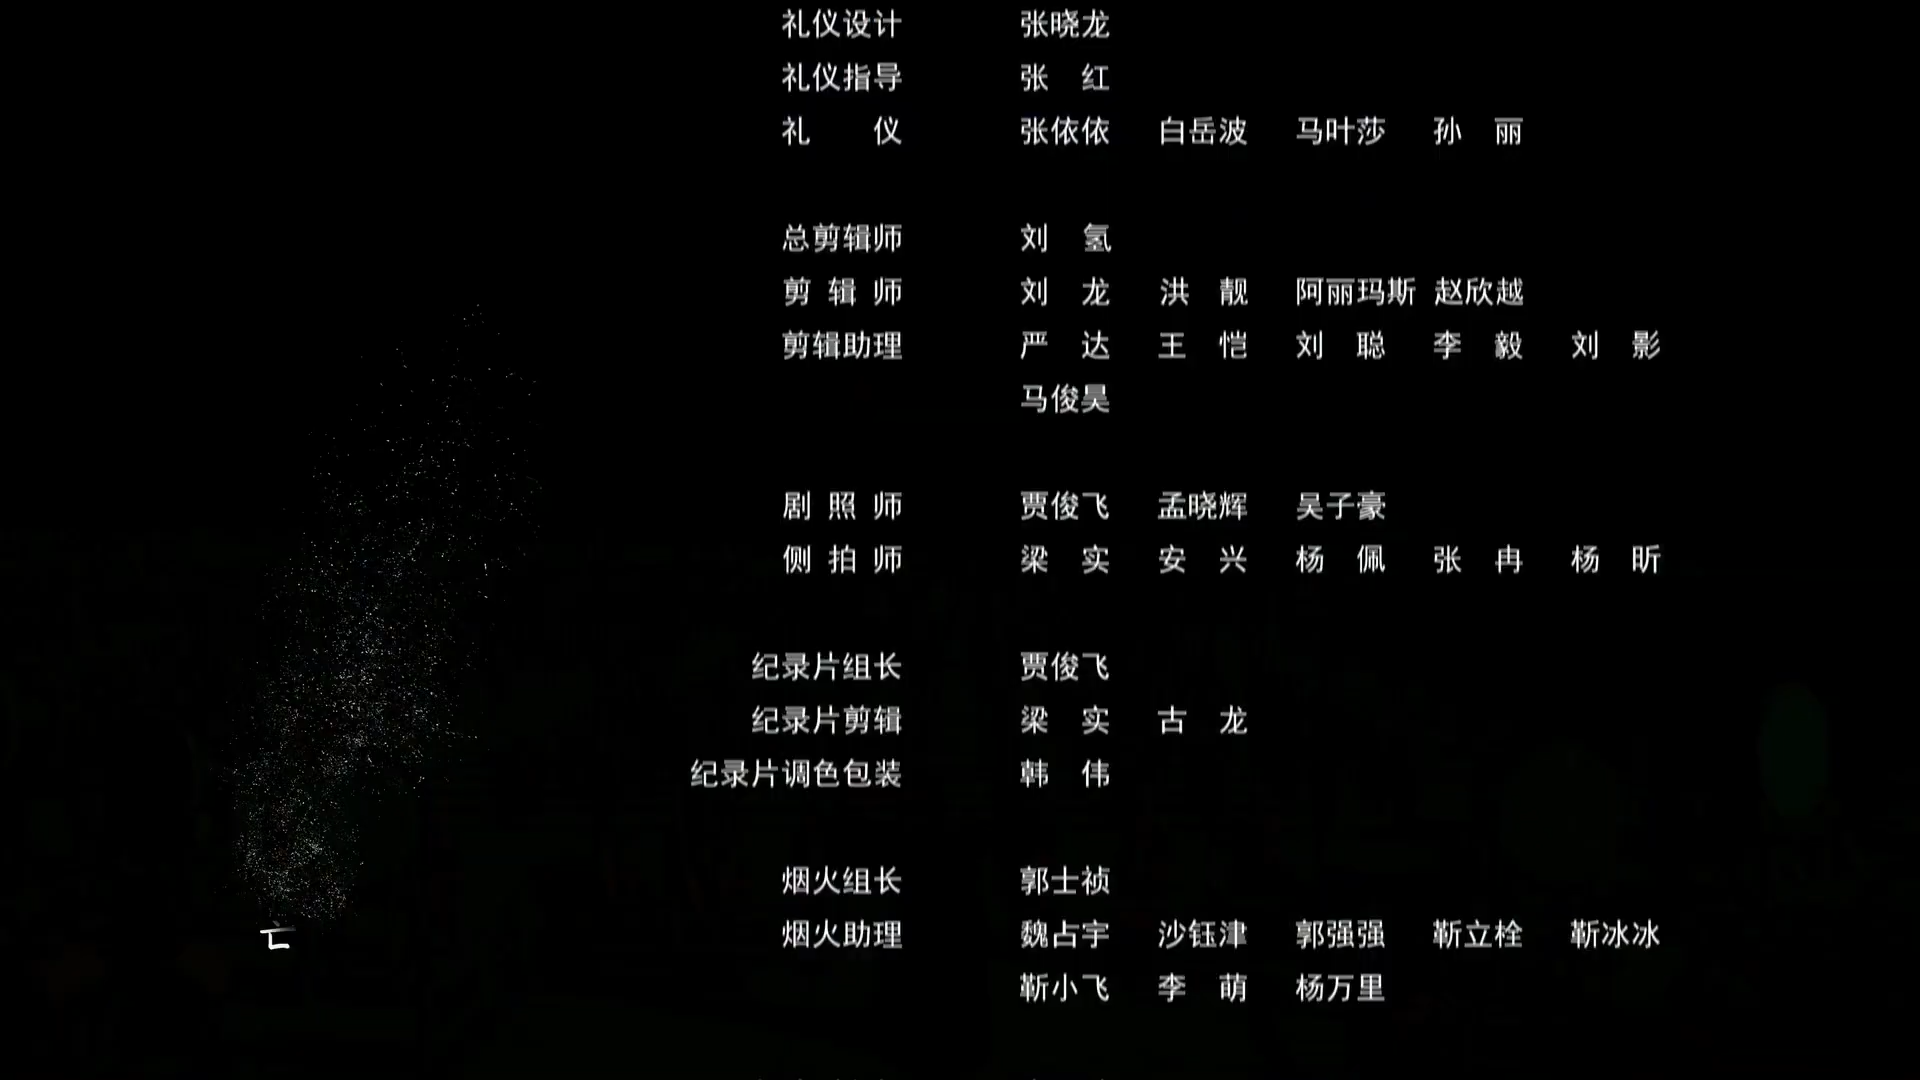 礼仪设计 张晓龙
礼仪指导 张 红
礼 仪 张依依 白岳波 马叶莎 孙 丽
总剪辑师 刘 氢
剪 辑 师 刘 龙 洪 靓 阿丽玛斯 赵欣越
剪辑助理 严 达 王 恺 刘 聪 李 毅 刘 影
马俊昊
剧 照 师 贾俊飞 孟晓辉 吴子豪
侧 拍 师 梁 实 安 兴 杨 佩 张 冉 杨 昕
纪录片组长 贾俊飞
纪录片剪辑 梁 实 古 龙
纪录片调色包装 韩 伟
烟火组长 郭士祯
烟火助理 魏占宇 沙钰津 郭强强 靳立栓 靳冰冰
靳小飞 李 萌 杨万里